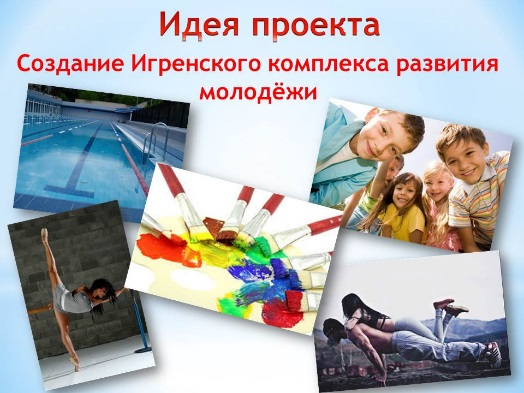 Идея проекта
Создание Игренского комплекса развития
молодёжи